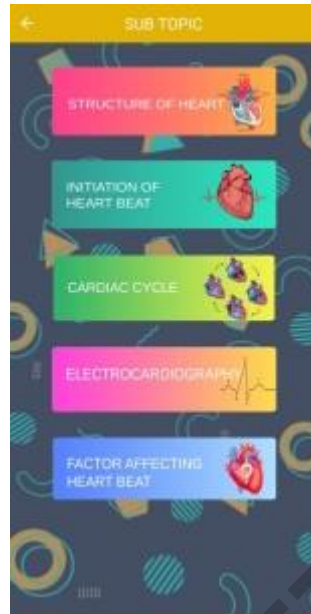 SUB TOPIC
STRUCTURE OF HEART
INITIATION OF
HEART BEAT
CARDIAC CYCLE
ELECTROCARDIOGRAPHY
FACTOR AFFECTING
HEART BEAT